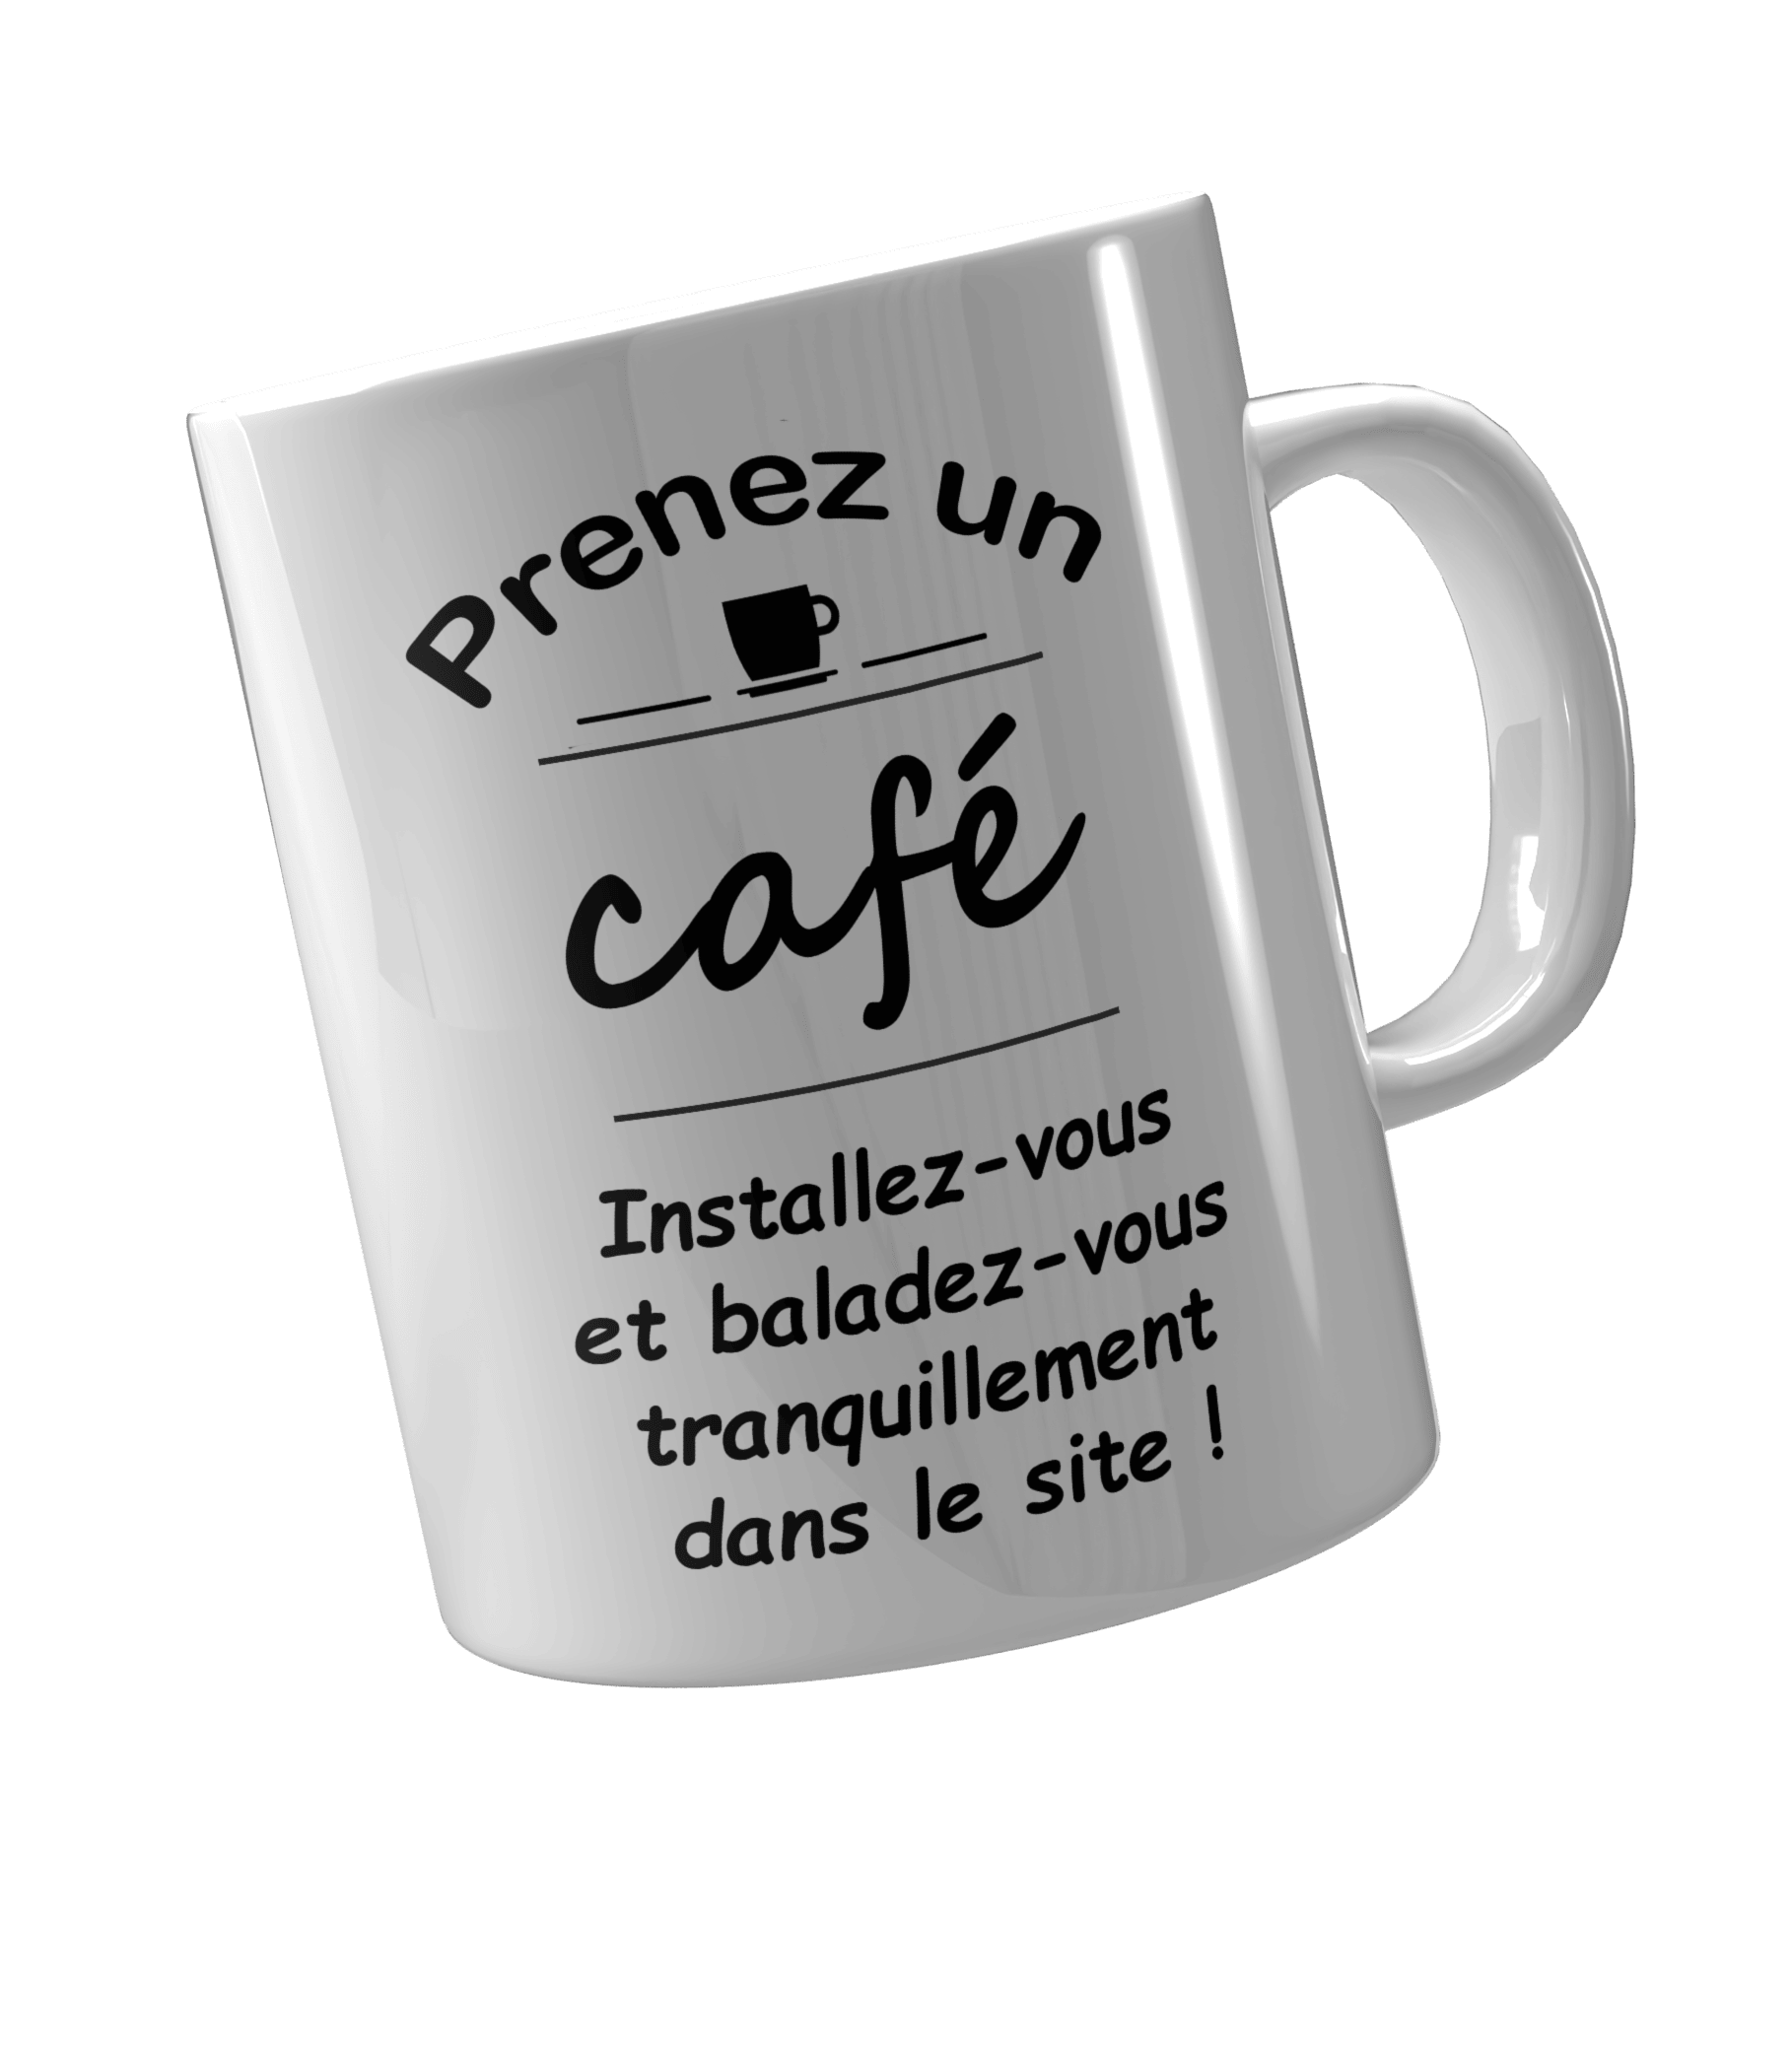 Prenez un
café
Installez-vous
et baladez-vous
tranquillement
dans le site !